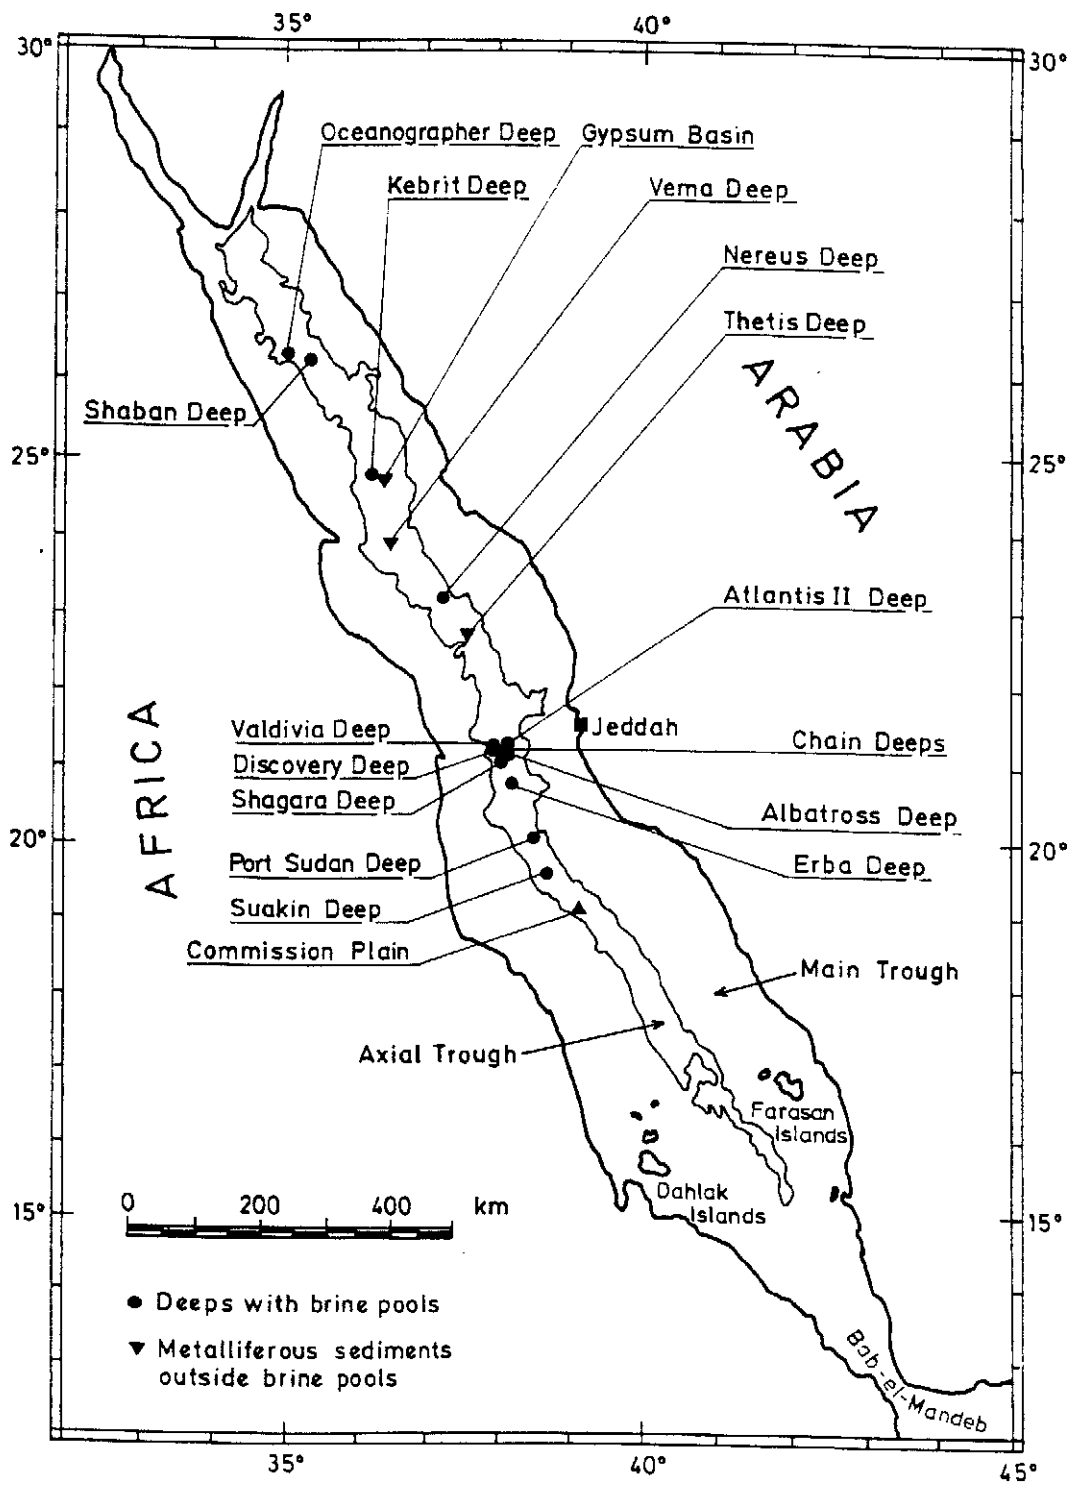 35° 40°
30° 30°
Oceanographer Deep Gypsum Basin
Kebrit Deep Vema Deep
Nereus Deep
Thetis Deep
ARABIA
Shaban Deep
25° 25°
Atlantis II Deep
AFRICA
Valdivia Deep Jeddah
Discovery Deep Chain Deeps
Shagara Deep Albatross Deep
20° 20°
Port Sudan Deep Erba Deep
Suakin Deep
Commission Plain
Main Trough
Axial Trough
Farasan
Islands
Dahlak
Islands
15° 15°
0 200 400 km
Deeps with brine pools
Metalliferous sediments
outside brine pools
Bab-el-Mandeb
35° 40° 45°